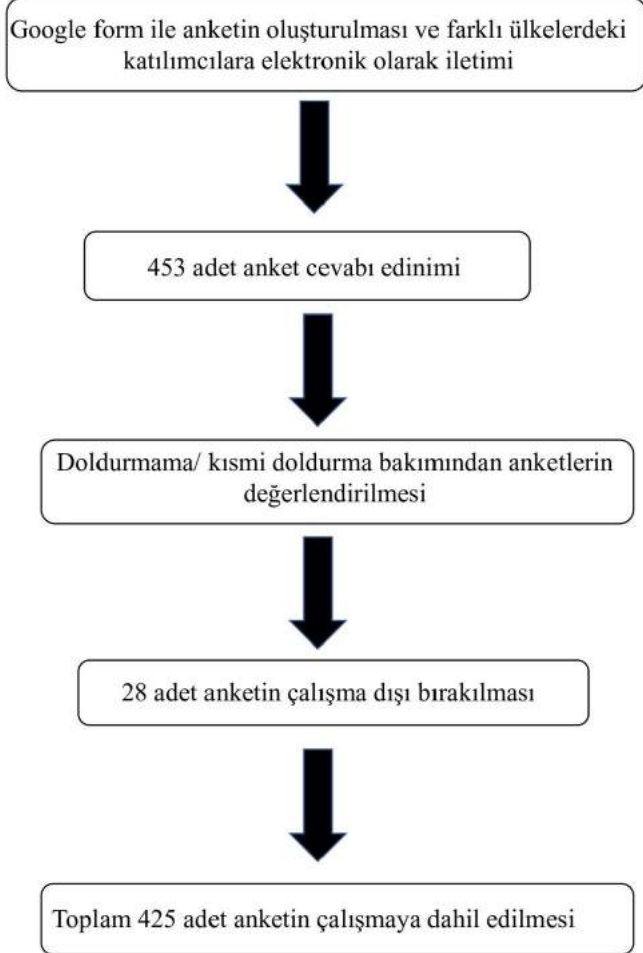 Google form ile anketin oluşturulması ve farklı ülkelerdeki
katılımcılara elektronik olarak iletimi
453 adet anket cevabı edinimi
Doldurmama/ kısmi doldurma bakımından anketlerin
değerlendirilmesi
28 adet anketin çalışma dışı bırakılması
Toplam 425 adet anketin çalışmaya dahil edilmesi